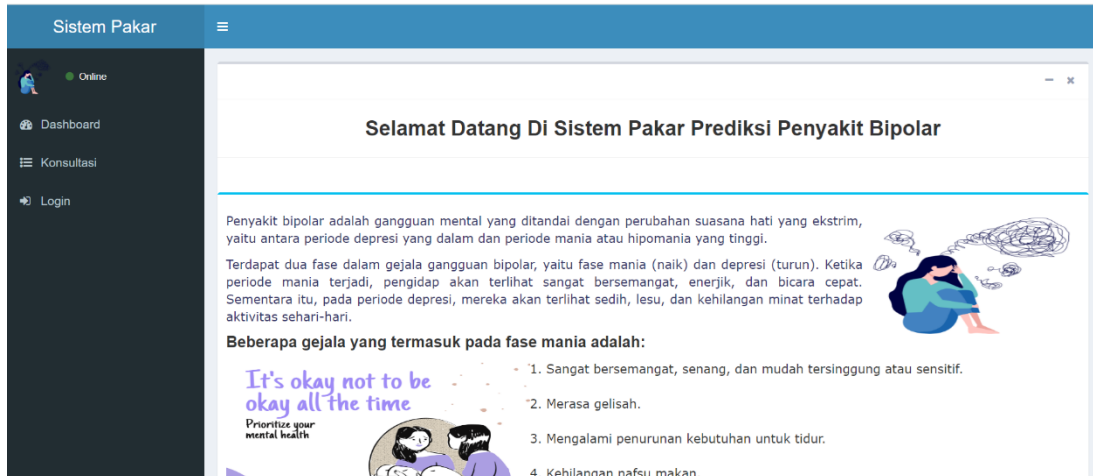 Sistem Pakar
Online
Dashboard
Konsultasi
Login
Selamat Datang Di Sistem Pakar Prediksi Penyakit Bipolar
Penyakit bipolar adalah gangguan mental yang ditandai dengan perubahan suasana hati yang ekstrim,
yaitu antara periode depresi yang dalam dan periode mania atau hipomania yang tinggi.
Terdapat dua fase dalam gejala gangguan bipolar, yaitu fase mania (naik) dan depresi (turun). Ketika
periode mania terjadi, pengidap akan terlihat sangat bersemangat, enerjik, dan bicara cepat.
Sementara itu, pada periode depresi, mereka akan terlihat sedih, lesu, dan kehilangan minat terhadap
aktivitas sehari-hari.
Beberapa gejala yang termasuk pada fase mania adalah:
It's okay not to be
okay all the time
Prioritize your
mental health
1. Sangat bersemangat, senang, dan mudah tersinggung atau sensitif.
2. Merasa gelisah.
3. Mengalami penurunan kebutuhan untuk tidur.
4. Kehilangan nafsu makan.